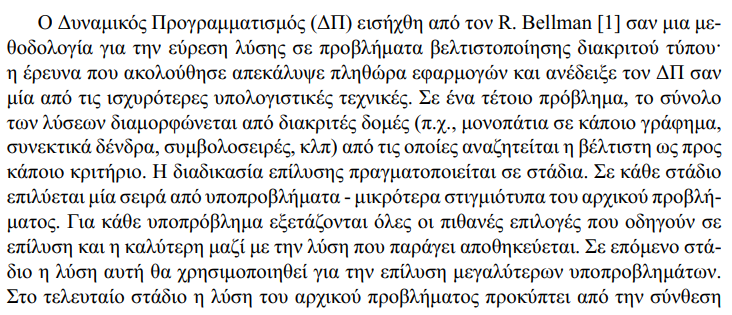 Ο Δυναμικός Προγραμματισμός (ΔΠ) εισήχθη από τον R. Bellman [1] σαν μια με-
θοδολογία για την εύρεση λύσης σε προβλήματα βελτιστοποίησης διακριτού τύπου·
η έρευνα που ακολούθησε απεκάλυψε πληθώρα εφαρμογών και ανέδειξε τον ΔΠ σαν
μία από τις ισχυρότερες υπολογιστικές τεχνικές. Σε ένα τέτοιο πρόβλημα, το σύνολο
των λύσεων διαμορφώνεται από διακριτές δομές (π.χ., μονοπάτια σε κάποιο γράφημα,
συνεκτικά δένδρα, συμβολοσειρές, κλπ) από τις οποίες αναζητείται η βέλτιστη ως προς
κάποιο κριτήριο. Η διαδικασία επίλυσης πραγματοποιείται σε στάδια. Σε κάθε στάδιο
επιλύεται μία σειρά από υποπροβλήματα - μικρότερα στιγμιότυπα του αρχικού προβλή-
ματος. Για κάθε υποπρόβλημα εξετάζονται όλες οι πιθανές επιλογές που οδηγούν σε
επίλυση και η καλύτερη μαζί με την λύση που παράγει αποθηκεύεται. Σε επόμενο στά-
διο η λύση αυτή θα χρησιμοποιηθεί για την επίλυση μεγαλύτερων υποπροβλημάτων.
Στο τελευταίο στάδιο η λύση του αρχικού προβλήματος προκύπτει από την σύνθεση